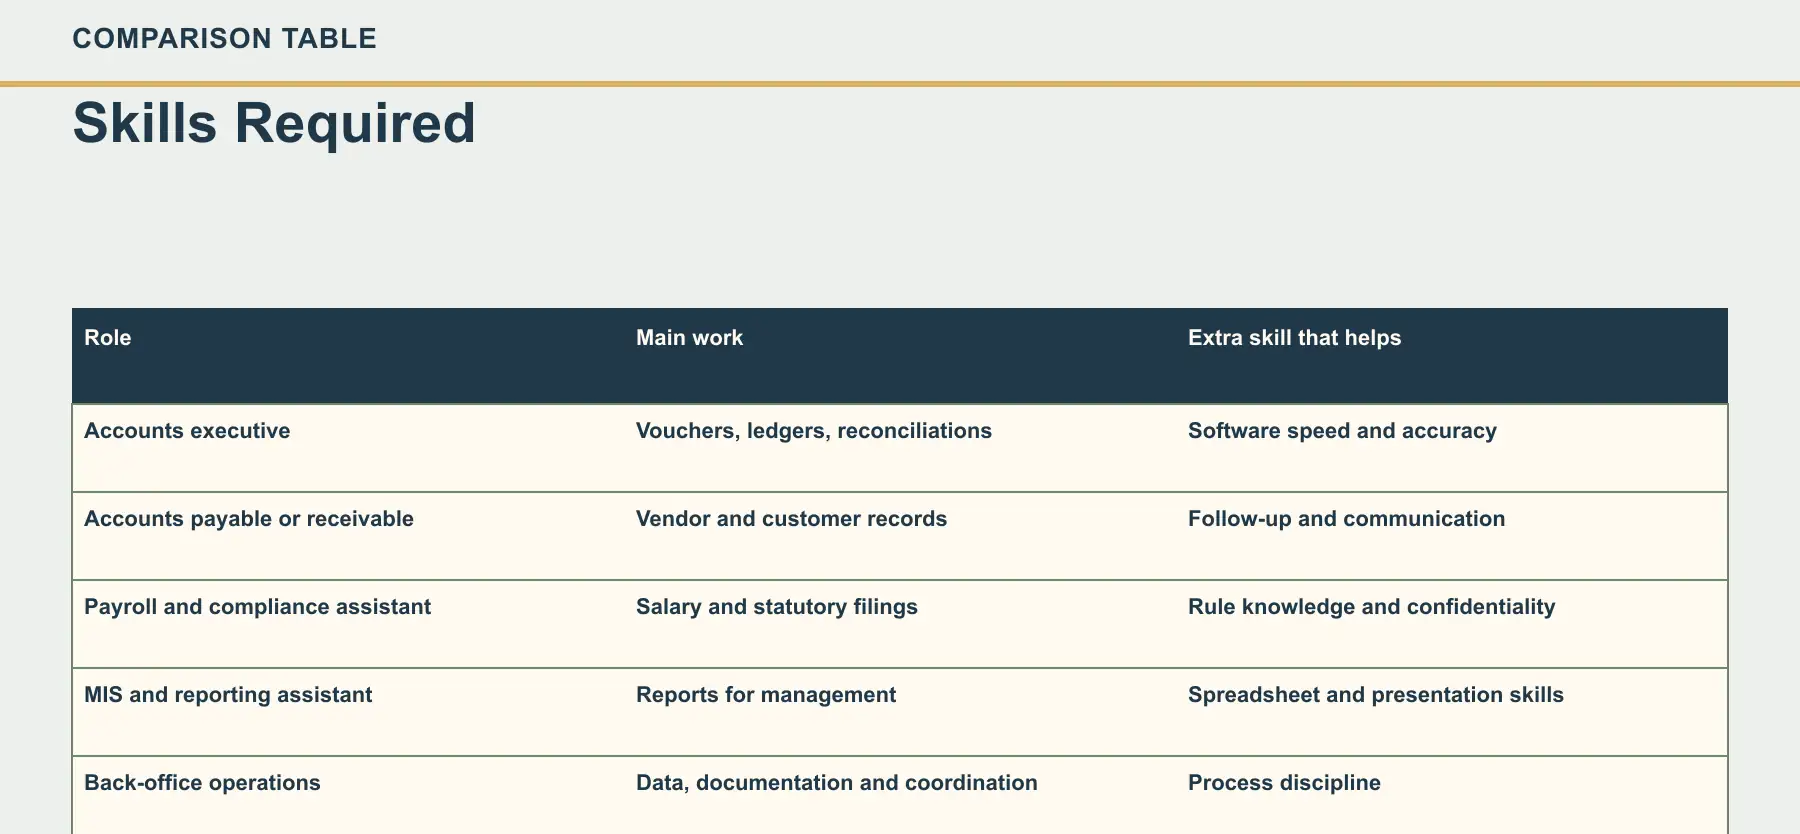 COMPARISON TABLE
Skills Required
Role Main work Extra skill that helps
Accounts executive Vouchers, ledgers, reconciliations Software speed and accuracy
Accounts payable or receivable Vendor and customer records Follow-up and communication
Payroll and compliance assistant Salary and statutory filings Rule knowledge and confidentiality
MIS and reporting assistant Reports for management Spreadsheet and presentation skills
Back-office operations Data, documentation and coordination Process discipline